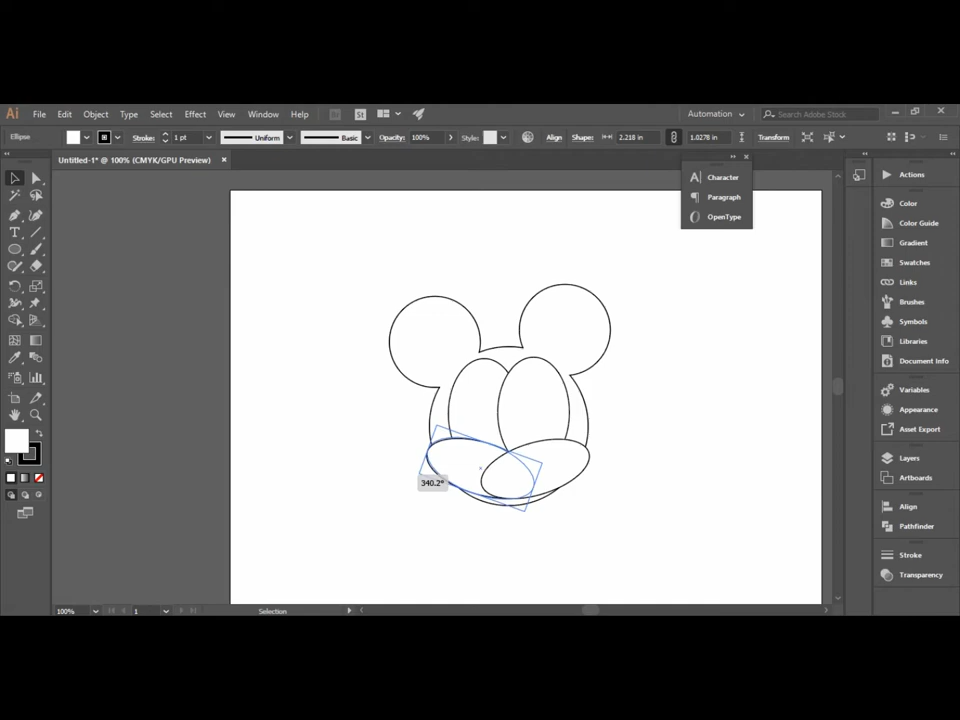 Ai File Edit Object Type Select Effect View Window Help Br St Automation Search Adobe Stock
Ellipse Stroke: 1 pt Uniform Basic Opacity: 100% Style: Align Shape: 2.218 in 1.0278 in Transform
Untitled-1* @ 100% (CMYK/GPU Preview)
Character
Paragraph
OpenType
Actions
Color
Color Guide
Gradient
Swatches
Links
Brushes
Symbols
Libraries
Document Info
Variables
Appearance
Asset Export
Layers
Artboards
Align
Pathfinder
Stroke
Transparency
340.2°
100% 1 Selection